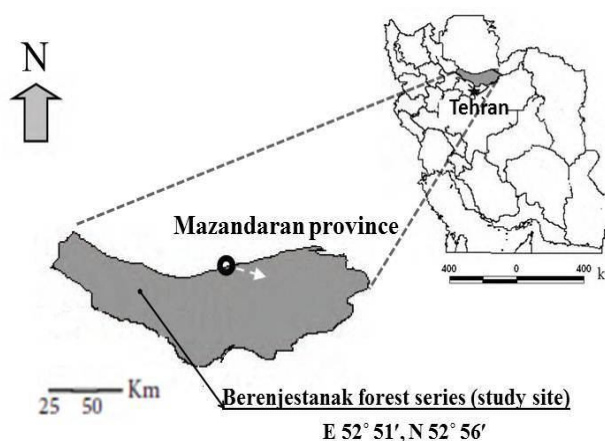 N
Tehran
Mazandaran province
400 0 400
k
Km
25 50
Berenjestanak forest series (study site)
E 52° 51′, N 52° 56′